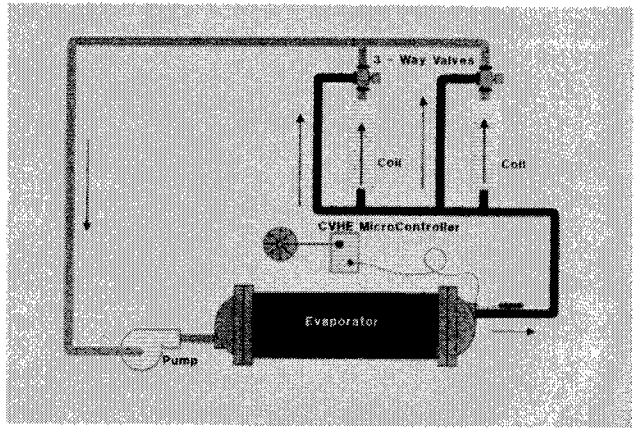 3 - Way Valves
Coil
Coil
CVHE MicroController
Evaporator
Pump